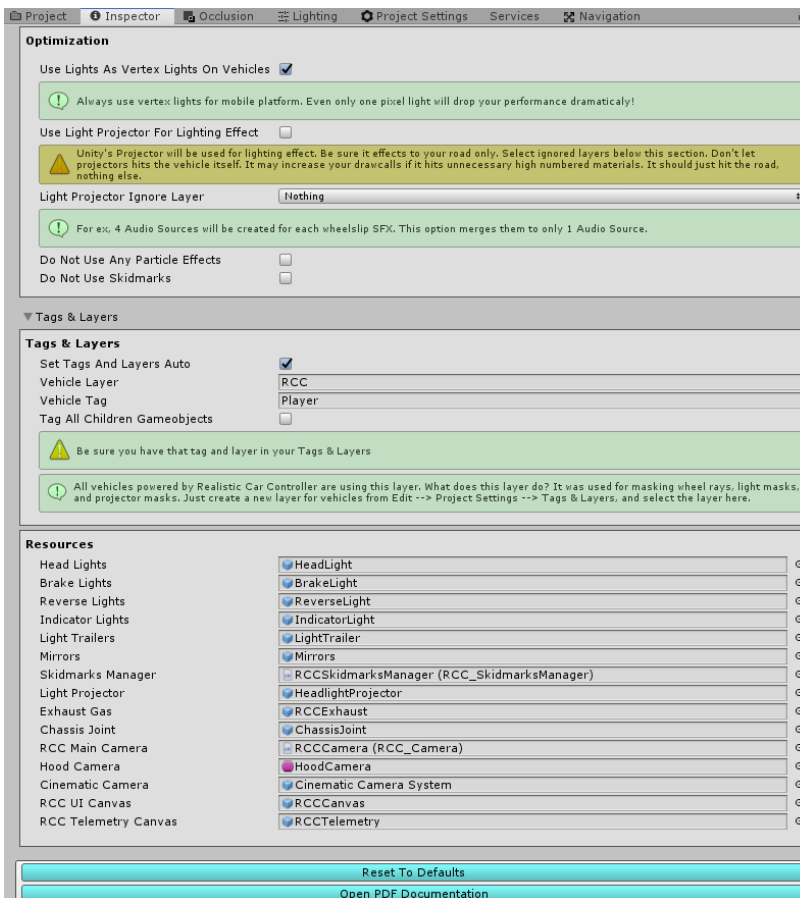 Project Inspector Occlusion Lighting Project Settings Services Navigation
Optimization
Use Lights As Vertex Lights On Vehicles
Always use vertex lights for mobile platform. Even only one pixel light will drop your performance dramaticaly!
Use Light Projector For Lighting Effect
Unity's Projector will be used for lighting effect. Be sure it effects to your road only. Select ignored layers below this section. Don't let
projectors hits the vehicle itself. It may increase your drawcalls if it hits unnecessary high numbered materials. It should just hit the road,
nothing else.
Light Projector Ignore Layer Nothing
For ex, 4 Audio Sources will be created for each wheelslip SFX. This option merges them to only 1 Audio Source.
Do Not Use Any Particle Effects
Do Not Use Skidmarks
Tags & Layers
Tags & Layers
Set Tags And Layers Auto
Vehicle Layer RCC
Vehicle Tag Player
Tag All Children Gameobjects
Be sure you have that tag and layer in your Tags & Layers
All vehicles powered by Realistic Car Controller are using this layer. What does this layer do? It was used for masking wheel rays, light masks,
and projector masks. Just create a new layer for vehicles from Edit --> Project Settings --> Tags & Layers, and select the layer here.
Resources
Head Lights HeadLight
Brake Lights BrakeLight
Reverse Lights ReverseLight
Indicator Lights IndicatorLight
Light Trailers LightTrailer
Mirrors Mirrors
Skidmarks Manager RCCSkidmarksManager (RCC_SkidmarksManager)
Light Projector HeadlightProjector
Exhaust Gas RCCExhaust
Chassis Joint ChassisJoint
RCC Main Camera RCCCamera (RCC_Camera)
Hood Camera HoodCamera
Cinematic Camera Cinematic Camera System
RCC UI Canvas RCCCanvas
RCC Telemetry Canvas RCCTelemetry
Reset To Defaults
Open PDF Documentation